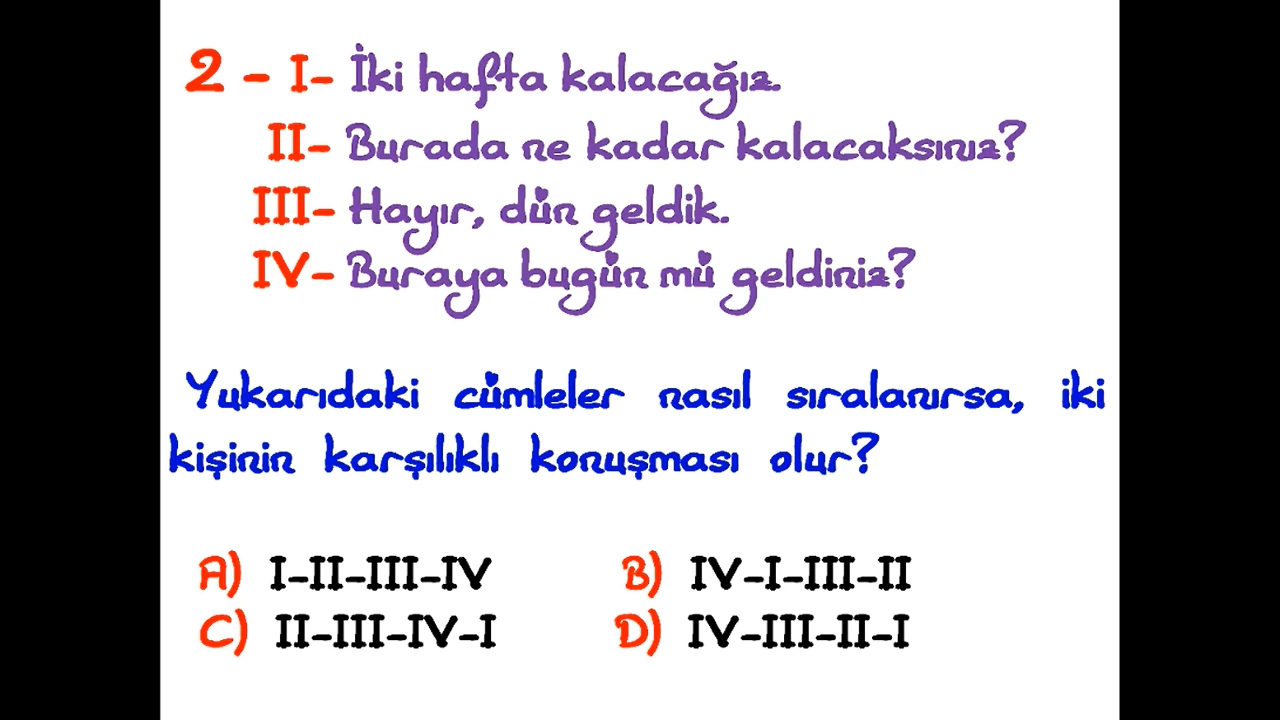 2 - I- İki hafta kalacağız.
II- Burada ne kadar kalacaksınız?
III- Hayır, dün geldik.
IV- Buraya bugün mü geldiniz?
Yukarıdaki cümleler nasıl sıralanırsa, iki
kişinin karşılıklı konuşması olur?
A) I-II-III-IV B) IV-I-III-II
C) II-III-IV-I D) IV-III-II-I